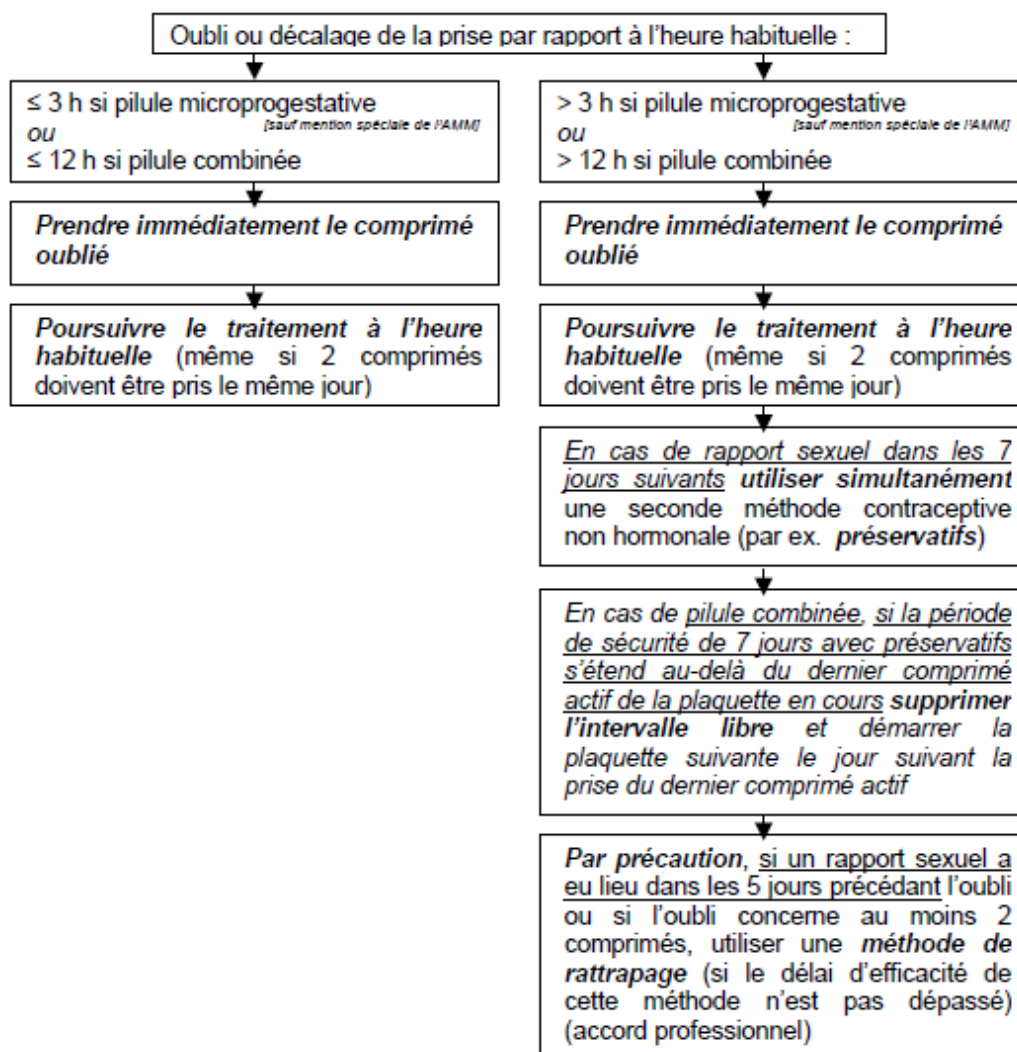 Oubli ou décalage de la prise par rapport à l'heure habituelle :
≤ 3 h si pilule microprogestative
[sauf mention spéciale de l'AMM]
ou
≤ 12 h si pilule combinée
Prendre immédiatement le comprimé
oublié
Poursuivre le traitement à l'heure
habituelle (même si 2 comprimés
doivent être pris le même jour)
> 3 h si pilule microprogestative
[sauf mention spéciale de l'AMM]
ou
> 12 h si pilule combinée
Prendre immédiatement le comprimé
oublié
Poursuivre le traitement à l'heure
habituelle (même si 2 comprimés
doivent être pris le même jour)
En cas de rapport sexuel dans les 7
jours suivants utiliser simultanément
une seconde méthode contraceptive
non hormonale (par ex. préservatifs)
En cas de pilule combinée, si la période
de sécurité de 7 jours avec préservatifs
s'étend au-delà du dernier comprimé
actif de la plaquette en cours supprimer
l'intervalle libre et démarrer la
plaquette suivante le jour suivant la
prise du dernier comprimé actif
Par précaution, si un rapport sexuel a
eu lieu dans les 5 jours précédant l'oubli
ou si l'oubli concerne au moins 2
comprimés, utiliser une méthode de
rattrapage (si le délai d'efficacité de
cette méthode n'est pas dépassé)
(accord professionnel)